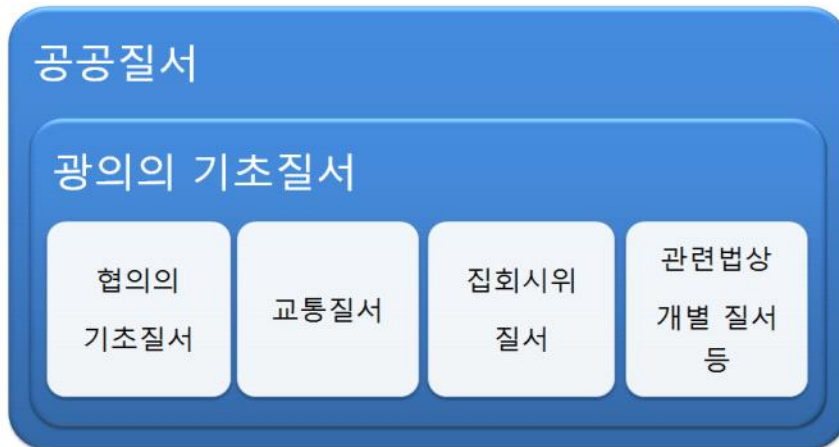 공공질서
광의의 기초질서
협의의
기초질서
교통질서
집회시위
질서
관련법상
개별 질서
등